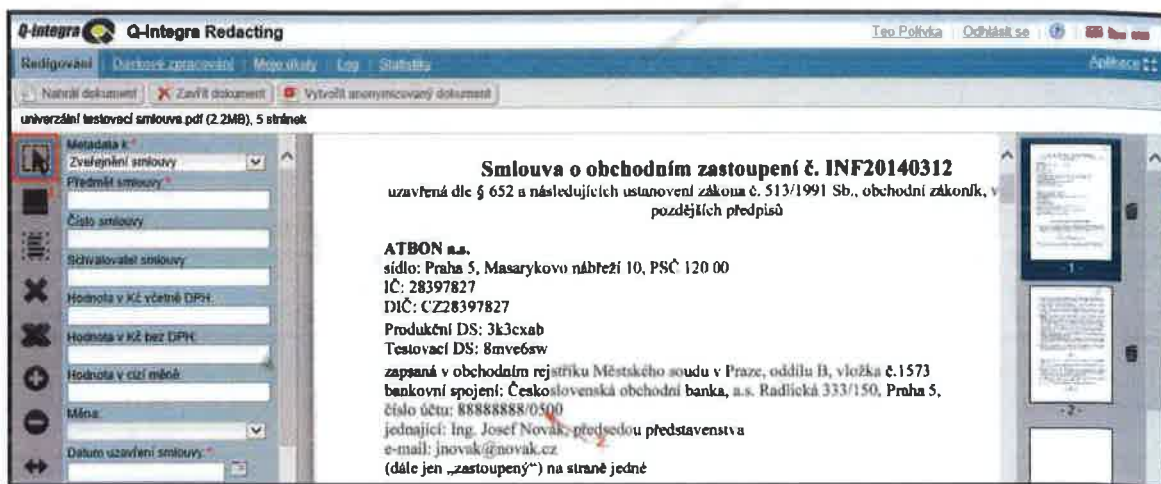 Q-Integra Q-Integra Redacting
Teo Polívka Odhlásit se
Redigování Dávkové zpracování Moje úkoly Log Statistiky Aplikace
Nahrát dokument Zavřít dokument Vytvořit anonymizovaný dokument
univerzální testovací smlouva.pdf (2.2MB), 5 stránek
Metadata k:*
Zveřejnění smlouvy
Předmět smlouvy:*
Číslo smlouvy:
Schvalovatel smlouvy:
Hodnota v Kč včetně DPH:
Hodnota v Kč bez DPH:
Hodnota v cizí měně:
Měna:
Datum uzavření smlouvy:*
Smlouva o obchodním zastoupení č. INF20140312
uzavřená dle § 652 a následujících ustanovení zákona č. 513/1991 Sb., obchodní zákoník, v
pozdějších předpisů
ATBON a.s.
sídlo: Praha 5, Masarykovo nábřeží 10, PSČ 120 00
IČ: 28397827
DIČ: CZ28397827
Produkční DS: 3k3cxab
Testovací DS: 8mve6sw
zapsaná v obchodním rejstříku Městského soudu v Praze, oddílu B, vložka č.1573
bankovní spojení: Československá obchodní banka, a.s. Radlická 333/150, Praha 5,
číslo účtu: 88888888/0500
jednající: Ing. Josef Novák, předsedou představenstva
2
e-mail: jnovak@novak.cz
(dále jen „zastoupený“) na straně jedné
- 1 -
- 2 -